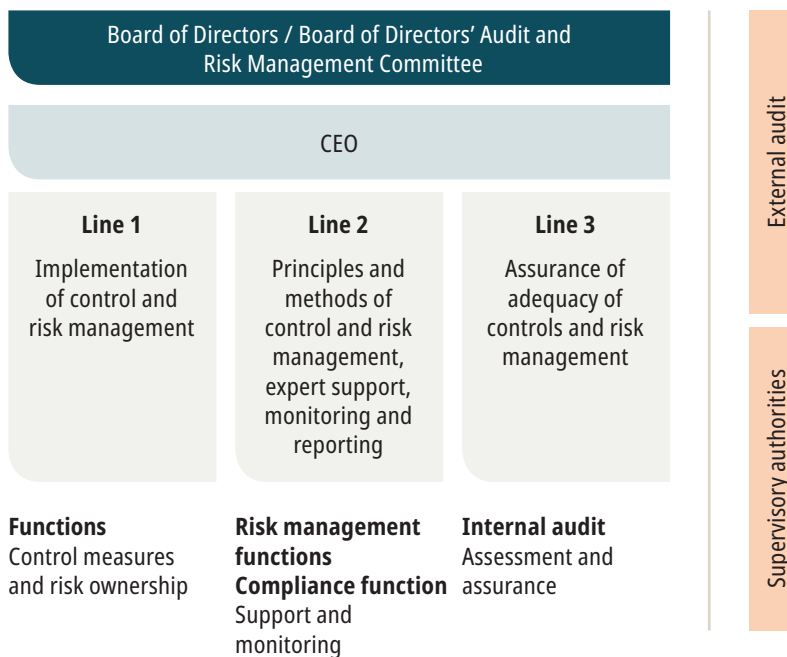 Board of Directors / Board of Directors’ Audit and
Risk Management Committee
CEO
Line 1
Implementation
of control and
risk management
Line 2
Principles and
methods of
control and risk
management,
expert support,
monitoring and
reporting
Line 3
Assurance of
adequacy of
controls and risk
management
Functions
Control measures
and risk ownership
Risk management
functions
Compliance function
Support and
monitoring
Internal audit
Assessment and
assurance
External audit
Supervisory authorities